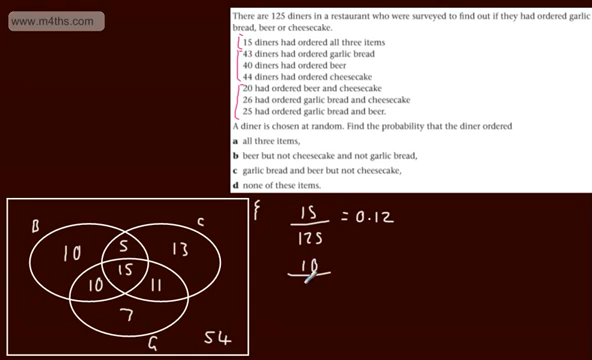 www.m4ths.com
There are 125 diners in a restaurant who were surveyed to find out if they had ordered garlic
bread, beer or cheesecake.
15 diners had ordered all three items
43 diners had ordered garlic bread
40 diners had ordered beer
44 diners had ordered cheesecake
20 had ordered beer and cheesecake
26 had ordered garlic bread and cheesecake
25 had ordered garlic bread and beer.
A diner is chosen at random. Find the probability that the diner ordered
a all three items,
b beer but not cheesecake and not garlic bread,
c garlic bread and beer but not cheesecake,
d none of these items.
B
C
10
5
13
15
10
11
7
G
54
15
125
= 0.12
10